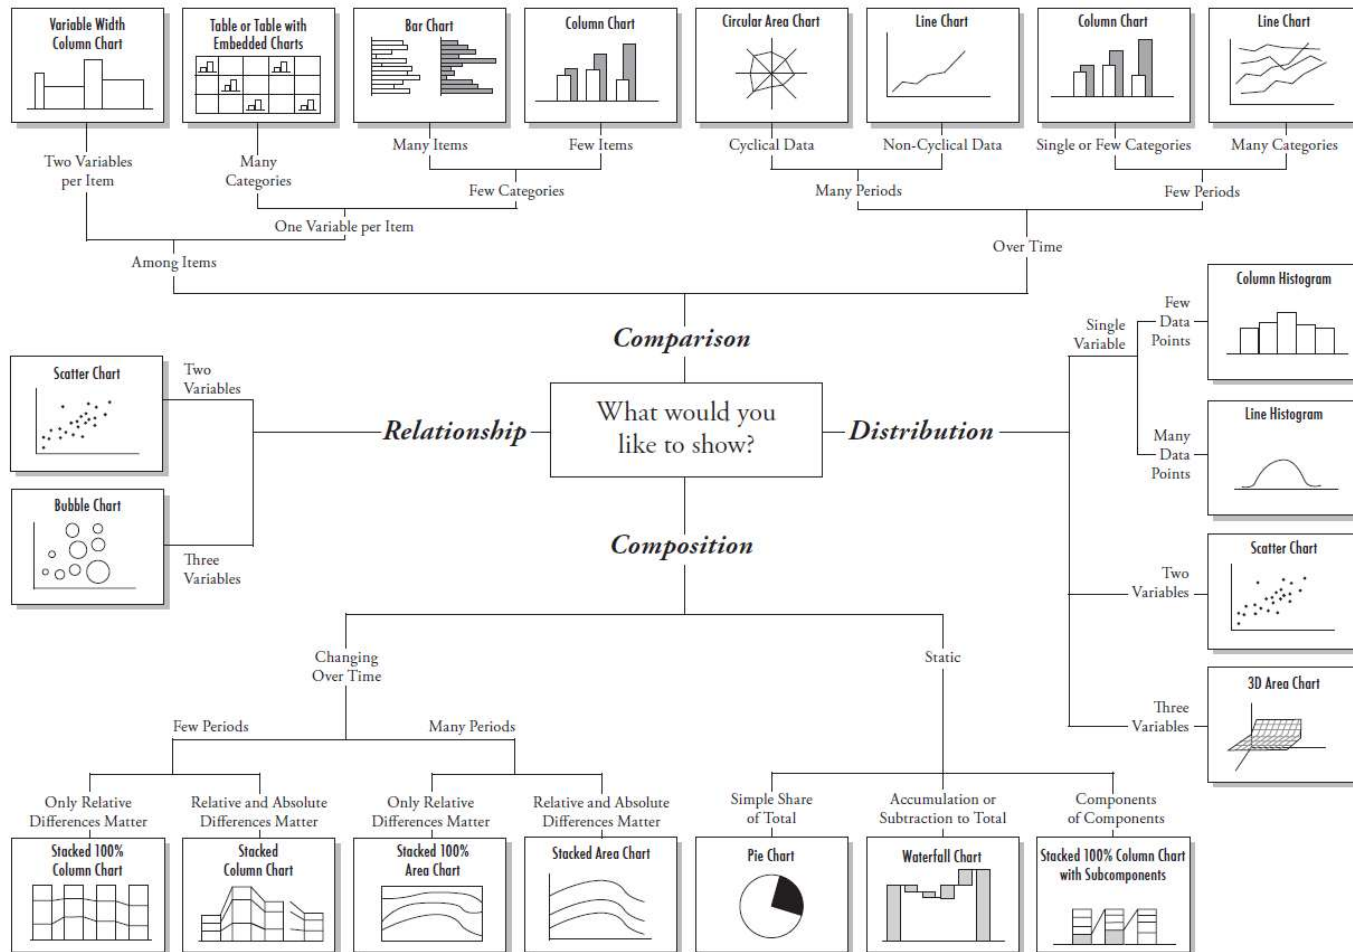 Variable Width
Column Chart
Table or Table with
Embedded Charts
Bar Chart
Column Chart
Circular Area Chart
Line Chart
Column Chart
Line Chart
Two Variables
per Item
Many
Categories
Many Items
Few Items
Cyclical Data
Non-Cyclical Data
Single or Few Categories
Many Categories
Few Categories
Many Periods
Few Periods
One Variable per Item
Among Items
Over Time
Comparison
What would you
like to show?
Relationship
Two
Variables
Scatter Chart
Three
Variables
Bubble Chart
Distribution
Single
Variable
Few
Data
Points
Column Histogram
Many
Data
Points
Line Histogram
Two
Variables
Scatter Chart
Three
Variables
3D Area Chart
Composition
Changing
Over Time
Static
Few Periods
Many Periods
Only Relative
Differences Matter
Relative and Absolute
Differences Matter
Only Relative
Differences Matter
Relative and Absolute
Differences Matter
Simple Share
of Total
Accumulation or
Subtraction to Total
Components
of Components
Stacked 100%
Column Chart
Stacked
Column Chart
Stacked 100%
Area Chart
Stacked Area Chart
Pie Chart
Waterfall Chart
Stacked 100% Column Chart
with Subcomponents